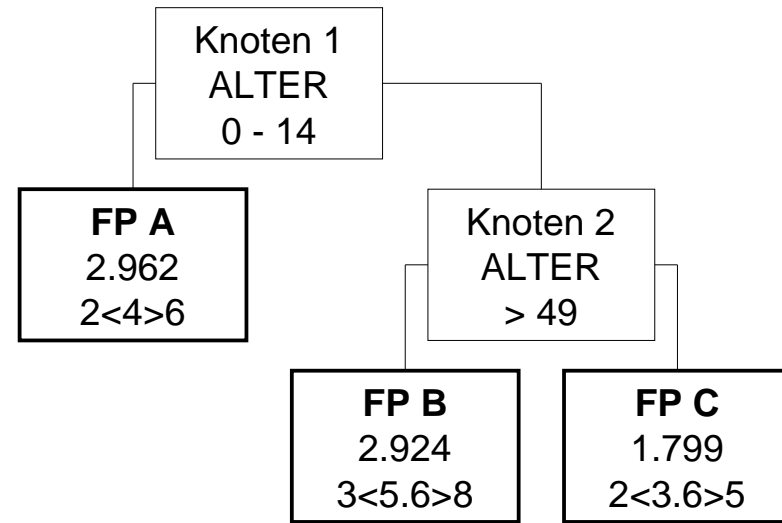 Knoten 1
ALTER
0 - 14
FP A
2.962
2<4>6
Knoten 2
ALTER
> 49
FP B
2.924
3<5.6>8
FP C
1.799
2<3.6>5